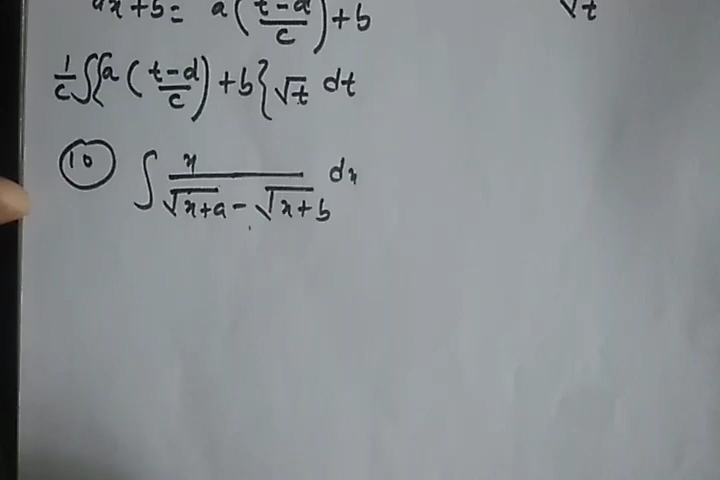 ax+b = a((t-d)/c)+b √t
1/c ∫{a((t-d)/c)+b{ √t dt
(10) ∫ x/(√(x+a) - √(x+b)) dx